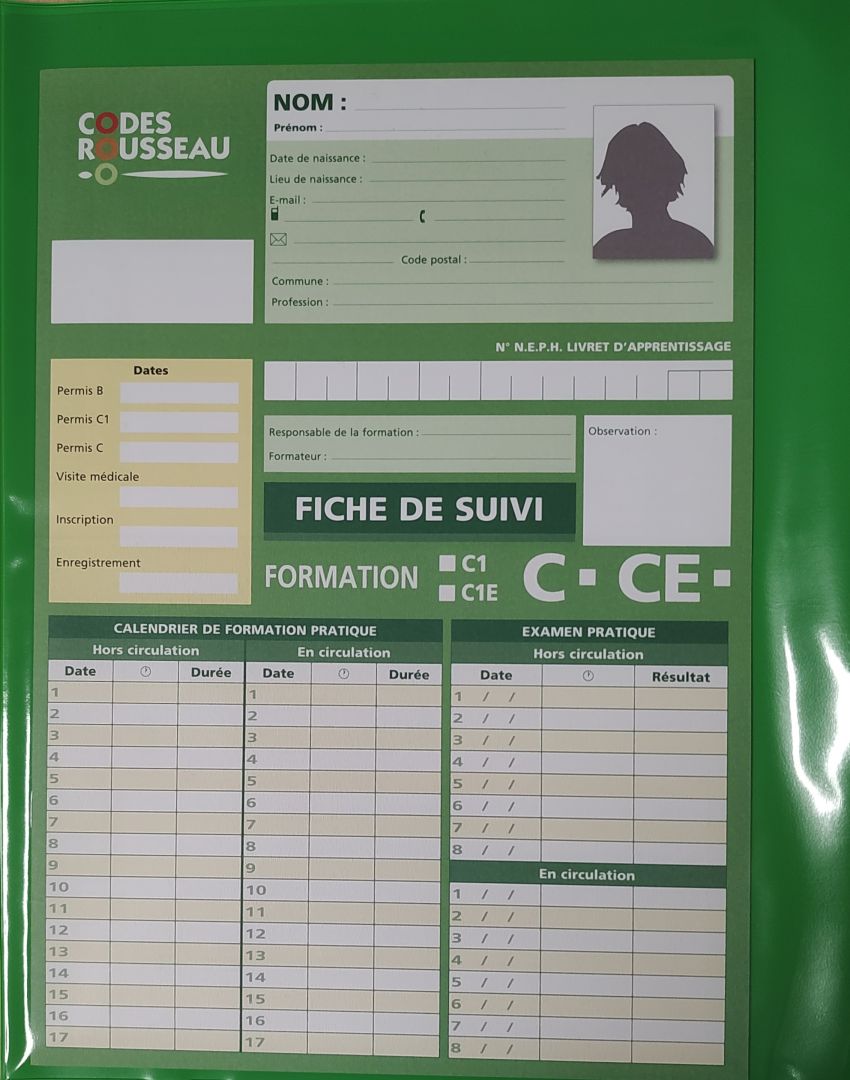 CODES
ROUSSEAU
NOM :
Prénom :
Date de naissance :
Lieu de naissance :
E-mail :
Code postal :
Commune :
Profession :
N° N.E.P.H. LIVRET D'APPRENTISSAGE
Dates
Permis B
Permis C1
Permis C
Visite médicale
Inscription
Enregistrement
Responsable de la formation :
Formateur :
Observation :
FICHE DE SUIVI
FORMATION C1 C1E C CE
CALENDRIER DE FORMATION PRATIQUE
Hors circulation En circulation
Date Durée Date Durée
1 1
2 2
3 3
4 4
5 5
6 6
7 7
8 8
9 9
10 10
11 11
12 12
13 13
14 14
15 15
16 16
17 17
EXAMEN PRATIQUE
Hors circulation
Date Résultat
1 / /
2 / /
3 / /
4 / /
5 / /
6 / /
7 / /
8 / /
En circulation
1 / /
2 / /
3 / /
4 / /
5 / /
6 / /
7 / /
8 / /